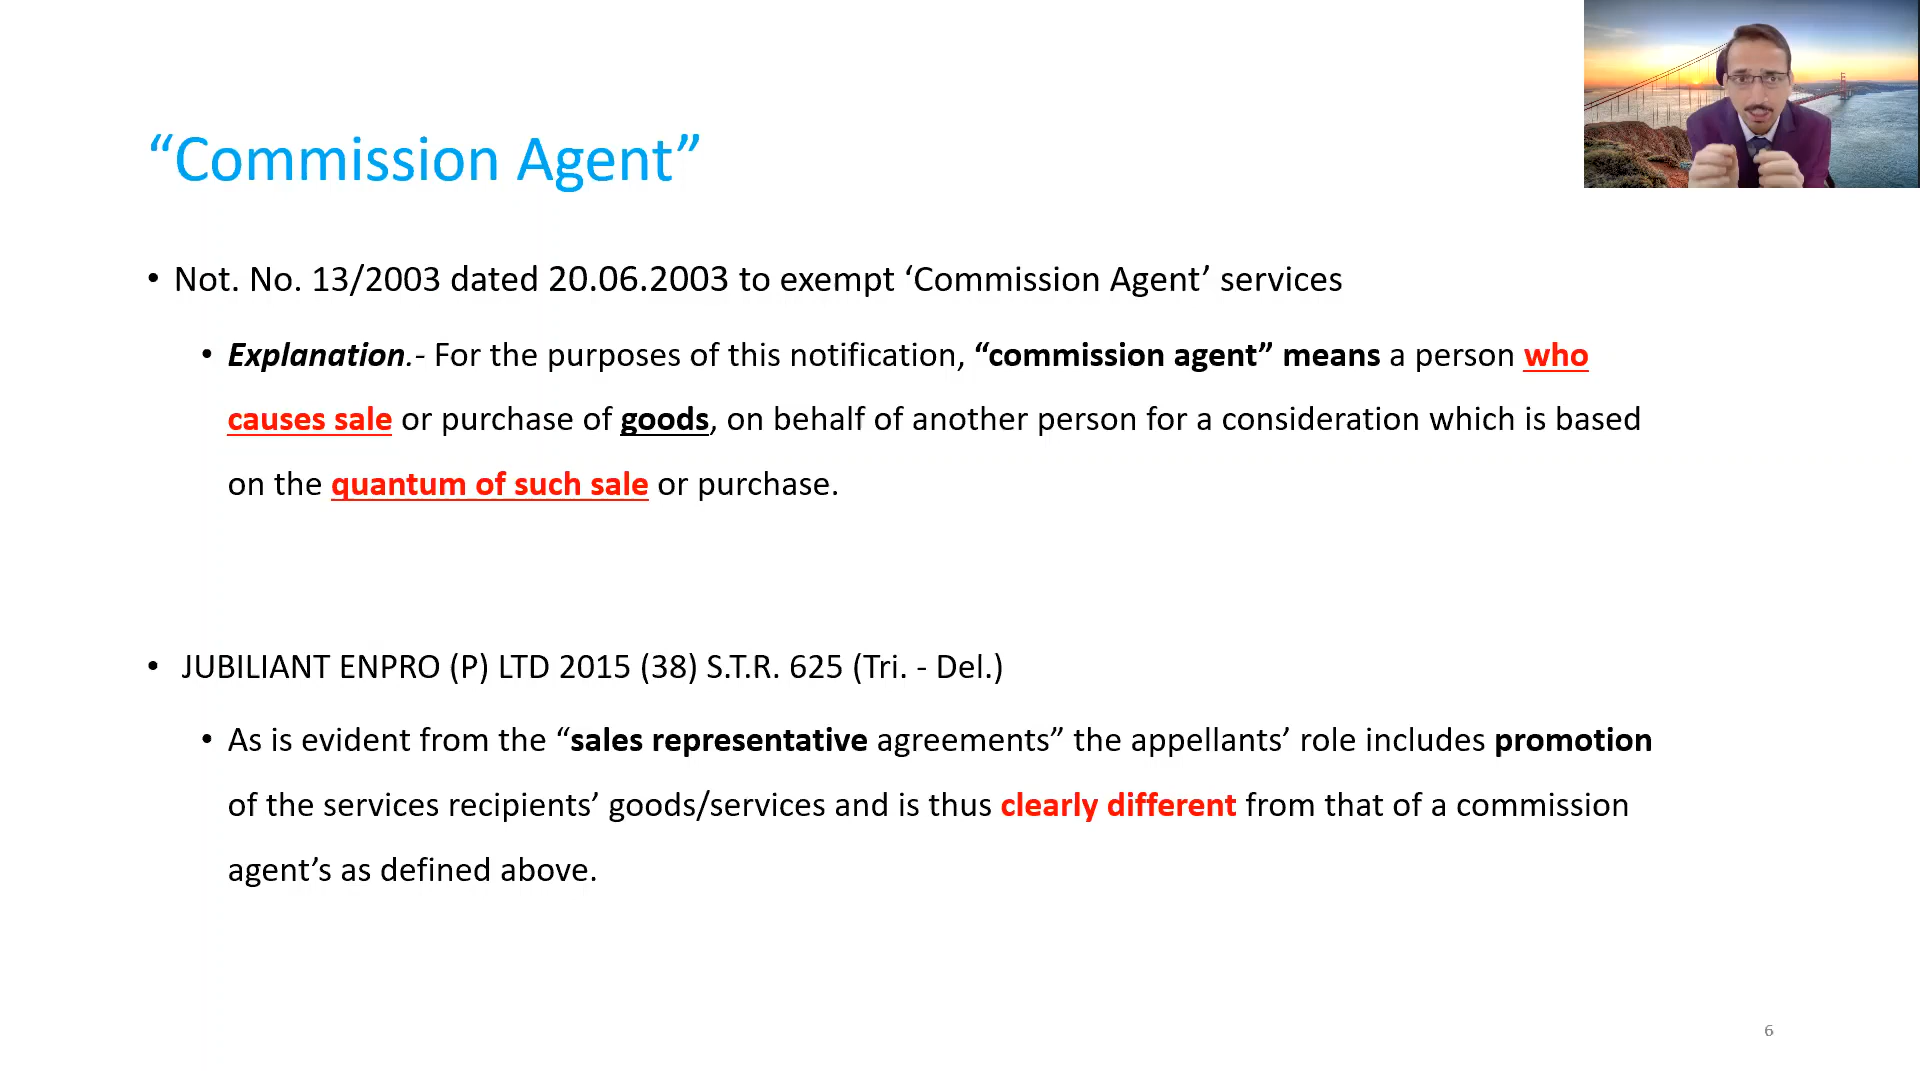 “Commission Agent”
• Not. No. 13/2003 dated 20.06.2003 to exempt ‘Commission Agent’ services
• Explanation.- For the purposes of this notification, “commission agent” means a person who
causes sale or purchase of goods, on behalf of another person for a consideration which is based
on the quantum of such sale or purchase.
• JUBILIANT ENPRO (P) LTD 2015 (38) S.T.R. 625 (Tri. - Del.)
• As is evident from the “sales representative agreements” the appellants’ role includes promotion
of the services recipients’ goods/services and is thus clearly different from that of a commission
agent’s as defined above.
6